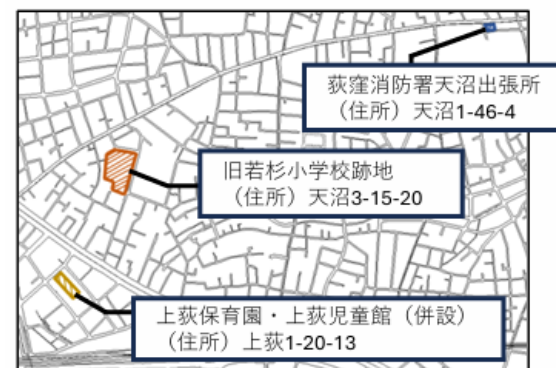 荻窪消防署天沼出張所
（住所）天沼1-46-4
旧若杉小学校跡地
（住所）天沼3-15-20
上荻保育園・上荻児童館（併設）
（住所）上荻1-20-13